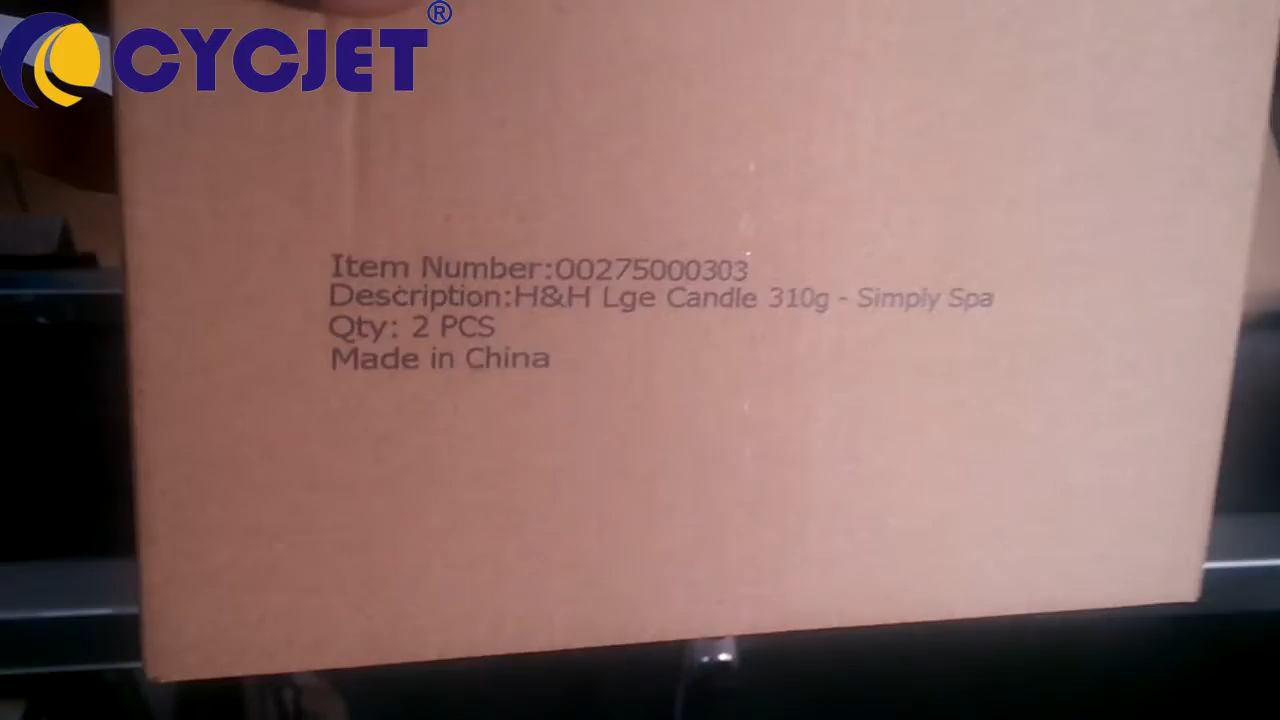 CYCJET®
Item Number:00275000303
Description:H&H Lge Candle 310g - Simply Spa
Qty: 2 PCS
Made in China